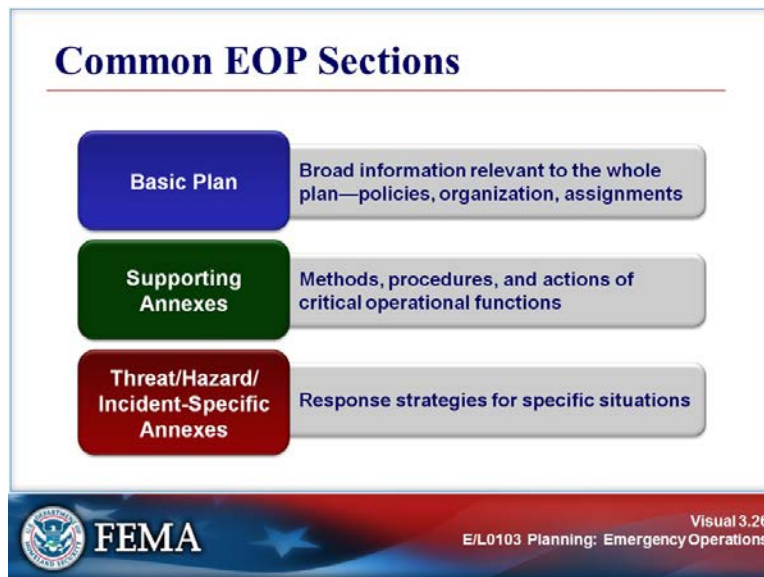 Common EOP Sections
Basic Plan
Broad information relevant to the whole
plan—policies, organization, assignments
Supporting
Annexes
Methods, procedures, and actions of
critical operational functions
Threat/Hazard/
Incident-Specific
Annexes
Response strategies for specific situations
FEMA
Visual 3.26
E/L0103 Planning: Emergency Operations